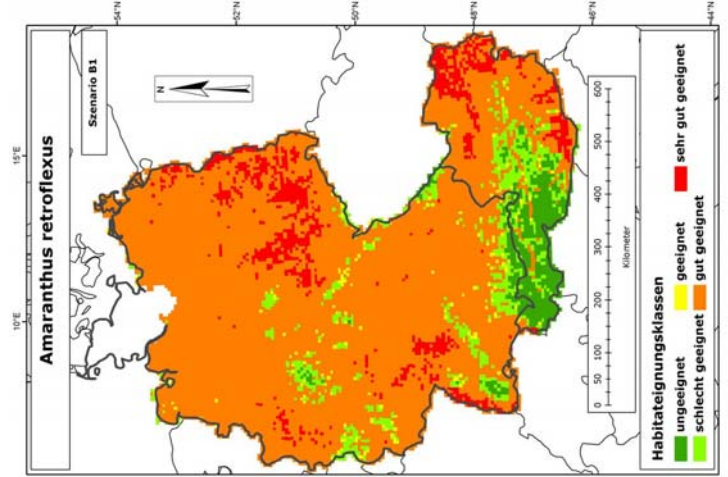 Amaranthus retroflexus
Szenario B1
10°E
15°E
54°N
52°N
50°N
48°N
46°N
44°N
N
0 50 100 200 300 400 500 600
Kilometer
Habitateignungsklassen
ungeeignet
geeignet
sehr gut geeignet
schlecht geeignet
gut geeignet